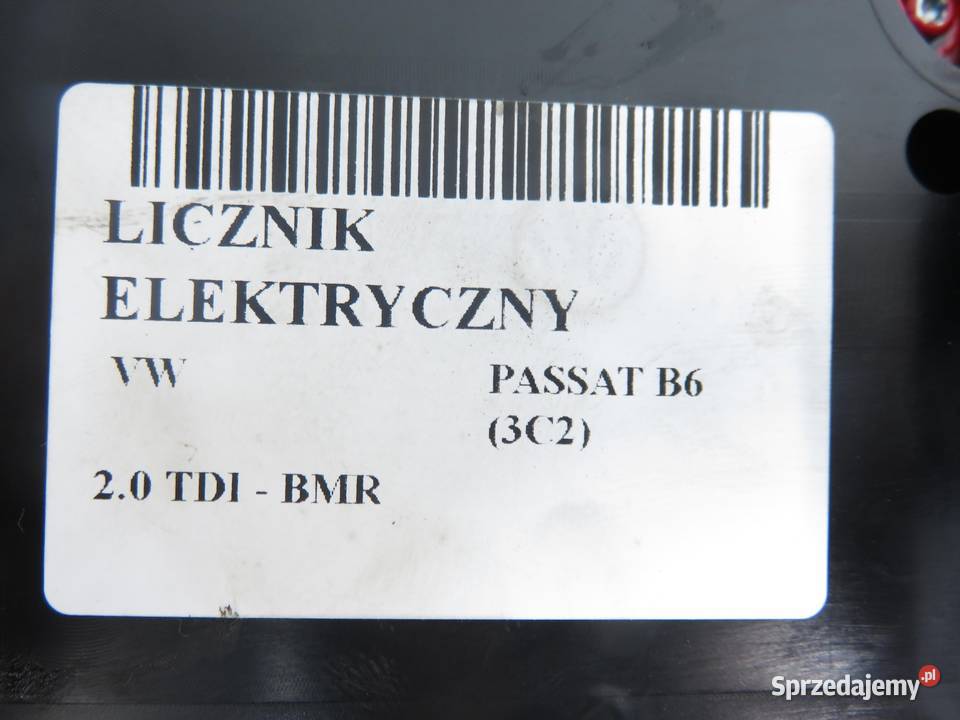 LICZNIK
ELEKTRYCZNY
VW PASSAT B6
(3C2)
2.0 TDI - BMR
Sprzedajemy.pl